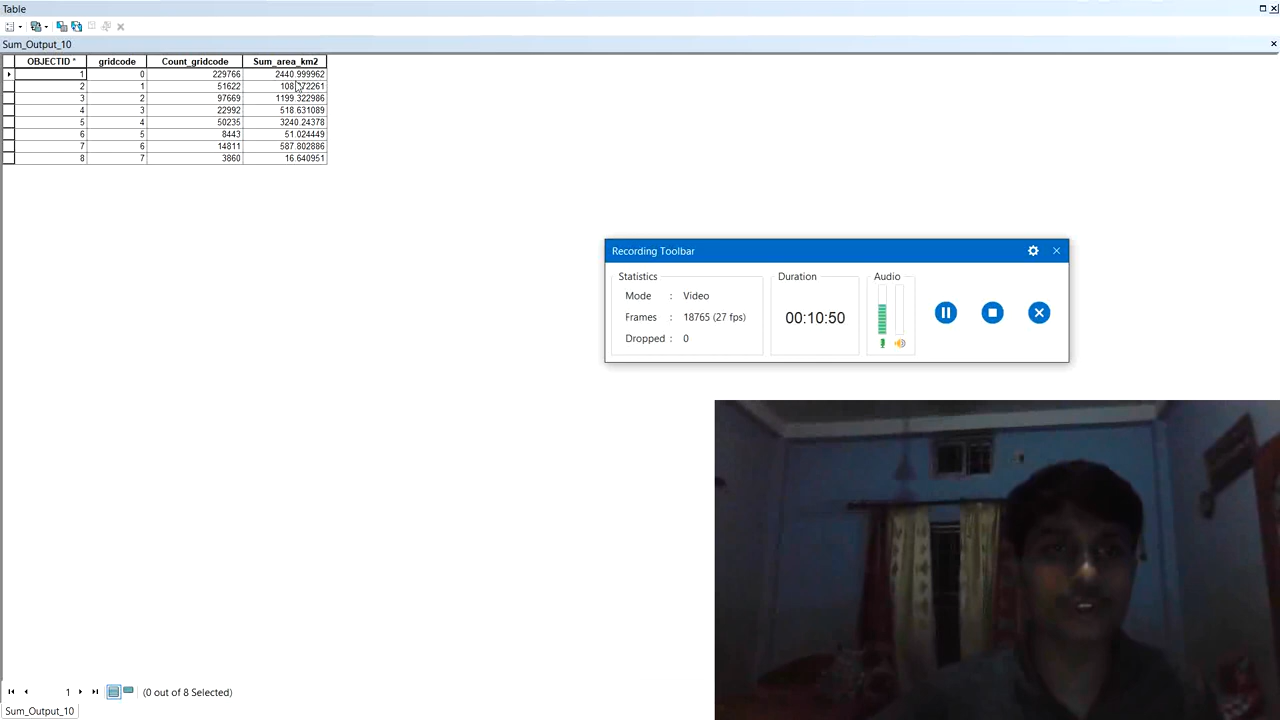 Table
Sum_Output_10
OBJECTID * gridcode Count_gridcode Sum_area_km2
1 0 229766 2440.999962
2 1 51622
3 2 97669 1199.322986
4 3 22992 518.631089
5 4 50235 3240.24378
6 5 8443 51.024449
7 6 14811 587.802886
8 7 3860 16.640951
Recording Toolbar
Statistics
Mode : Video
Frames : 18765 (27 fps)
Dropped : 0
Duration
00:10:50
Audio
1 (0 out of 8 Selected)
Sum_Output_10